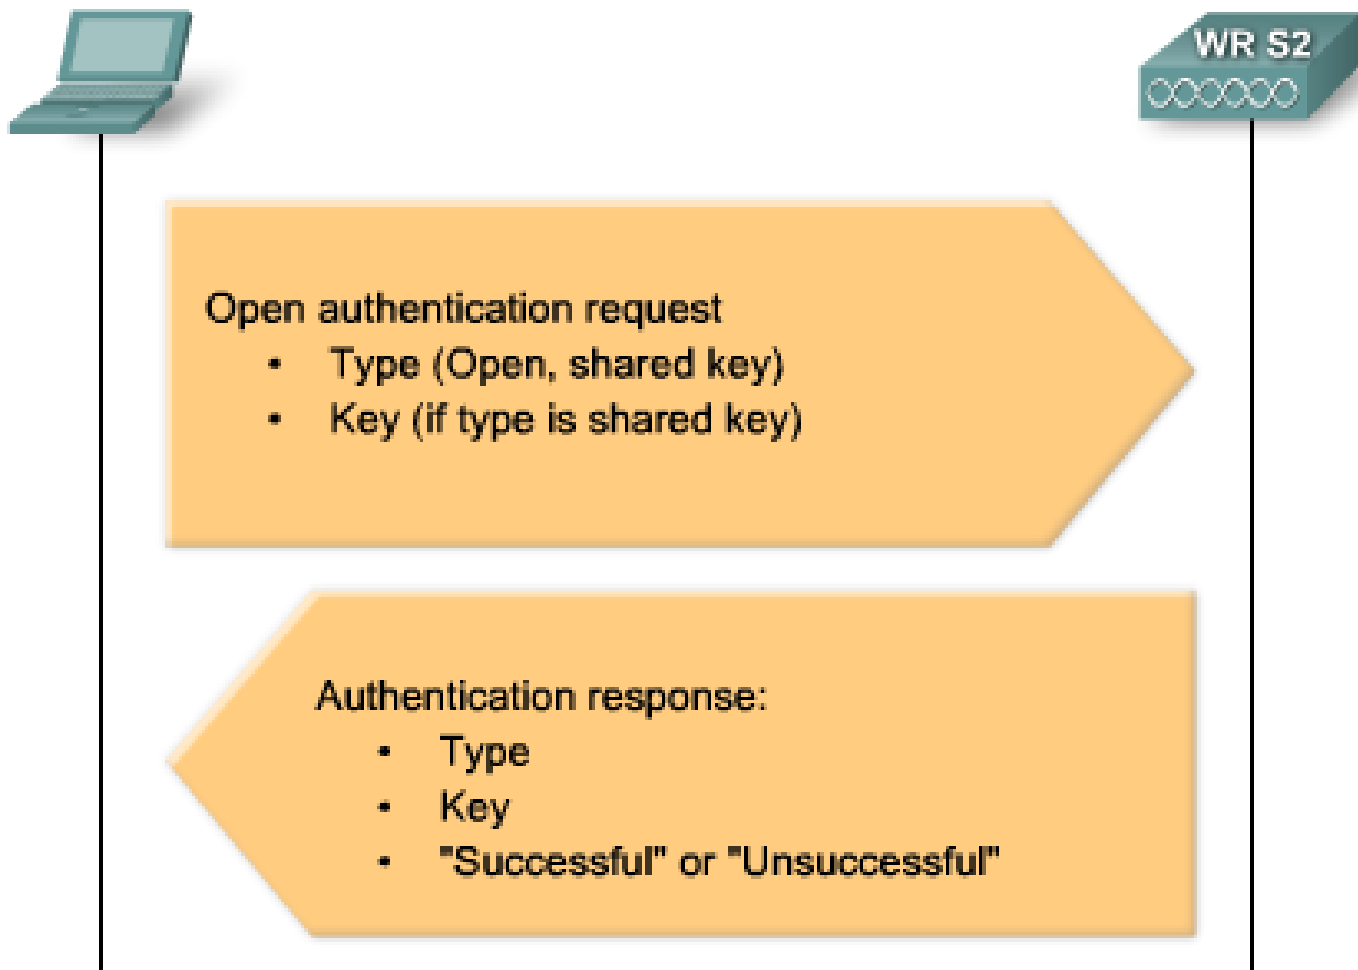 WR S2
Open authentication request
• Type (Open, shared key)
• Key (if type is shared key)
Authentication response:
• Type
• Key
• "Successful" or "Unsuccessful"